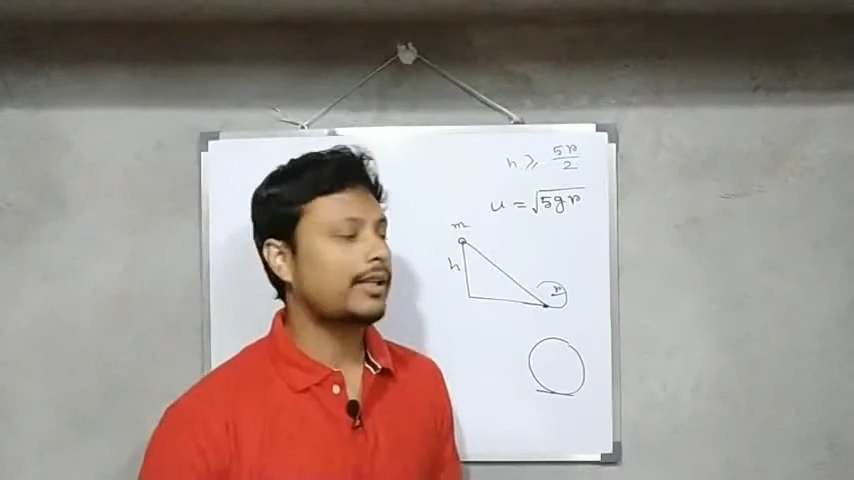 h ≥ 5r/2
u = √5gr
m
h
r